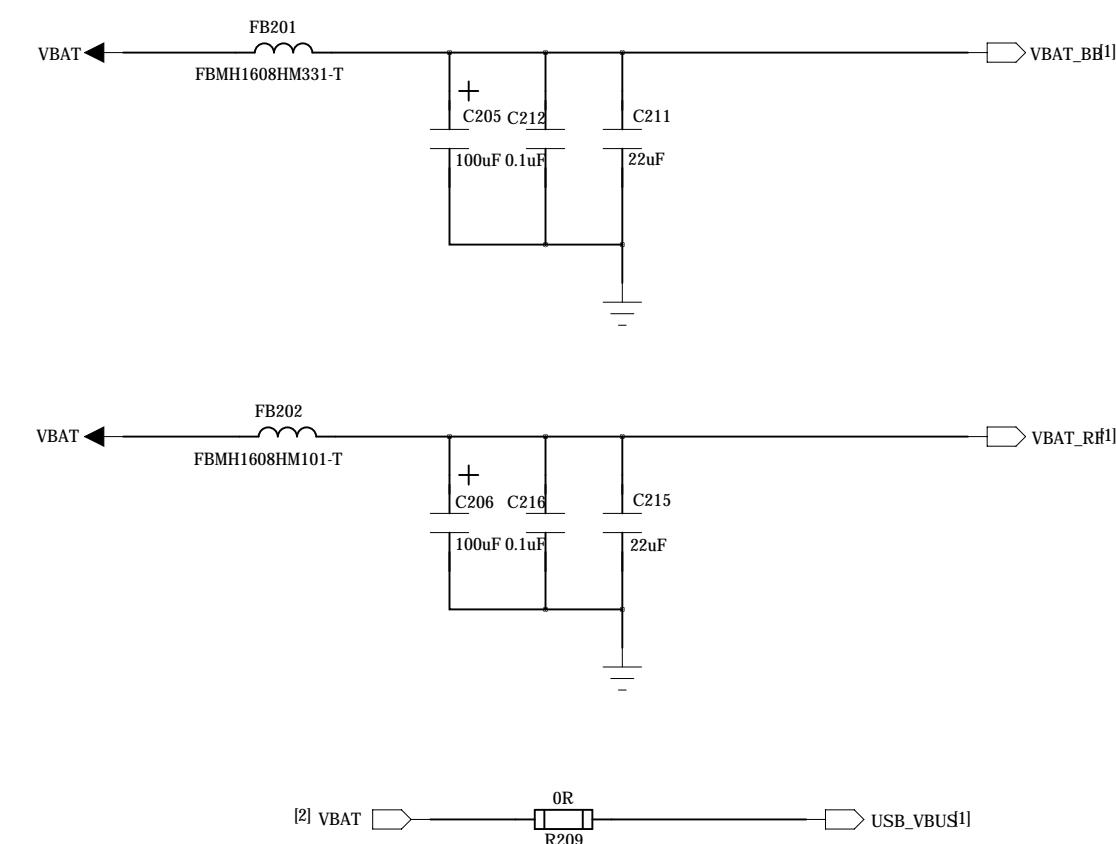 FB201
VBAT
VBAT_BB[1]
FBMH1608HM331-T
+
C205 C212 C211
100uF 0.1uF 22uF
FB202
VBAT
VBAT_RF[1]
FBMH1608HM101-T
+
C206 C216 C215
100uF 0.1uF 22uF
0R
[2] VBAT
USB_VBUS[1]
R209